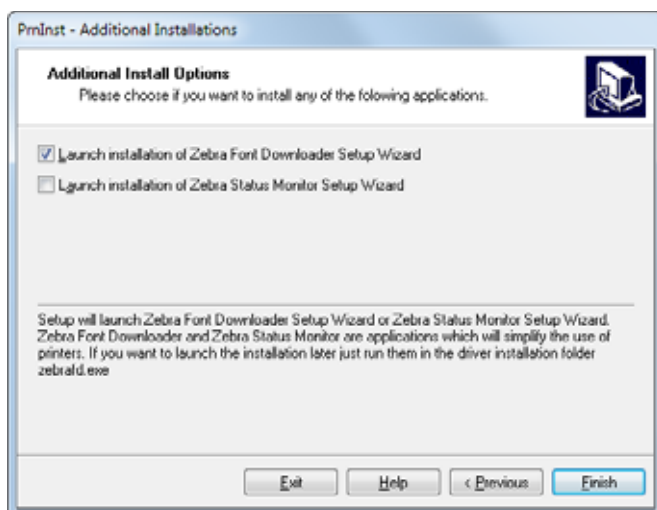 PrnInst - Additional Installations
Additional Install Options
Please choose if you want to install any of the folowing applications.
Launch installation of Zebra Font Downloader Setup Wizard
Launch installation of Zebra Status Monitor Setup Wizard
Setup will launch Zebra Font Downloader Setup Wizard or Zebra Status Monitor Setup Wizard.
Zebra Font Downloader and Zebra Status Monitor are applications which will simplify the use of
printers. If you want to launch the installation later just run them in the driver installation folder
zebrald.exe
Exit
Help
< Previous
Finish